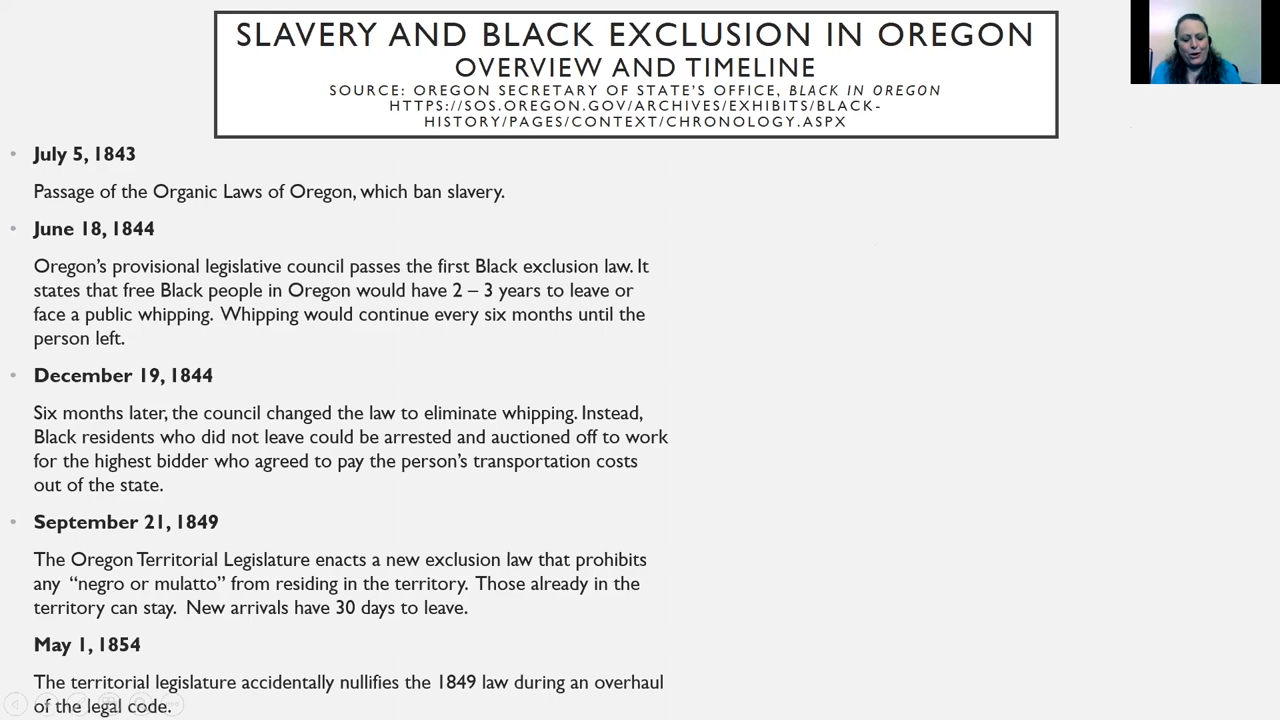 SLAVERY AND BLACK EXCLUSION IN OREGON
OVERVIEW AND TIMELINE
SOURCE: OREGON SECRETARY OF STATE'S OFFICE, BLACK IN OREGON
HTTPS://SOS.OREGON.GOV/ARCHIVES/EXHIBITS/BLACK-
HISTORY/PAGES/CONTEXT/CHRONOLOGY.ASPX
• July 5, 1843
Passage of the Organic Laws of Oregon, which ban slavery.
• June 18, 1844
Oregon's provisional legislative council passes the first Black exclusion law. It
states that free Black people in Oregon would have 2 – 3 years to leave or
face a public whipping. Whipping would continue every six months until the
person left.
• December 19, 1844
Six months later, the council changed the law to eliminate whipping. Instead,
Black residents who did not leave could be arrested and auctioned off to work
for the highest bidder who agreed to pay the person's transportation costs
out of the state.
• September 21, 1849
The Oregon Territorial Legislature enacts a new exclusion law that prohibits
any “negro or mulatto” from residing in the territory. Those already in the
territory can stay. New arrivals have 30 days to leave.
May 1, 1854
The territorial legislature accidentally nullifies the 1849 law during an overhaul
of the legal code.